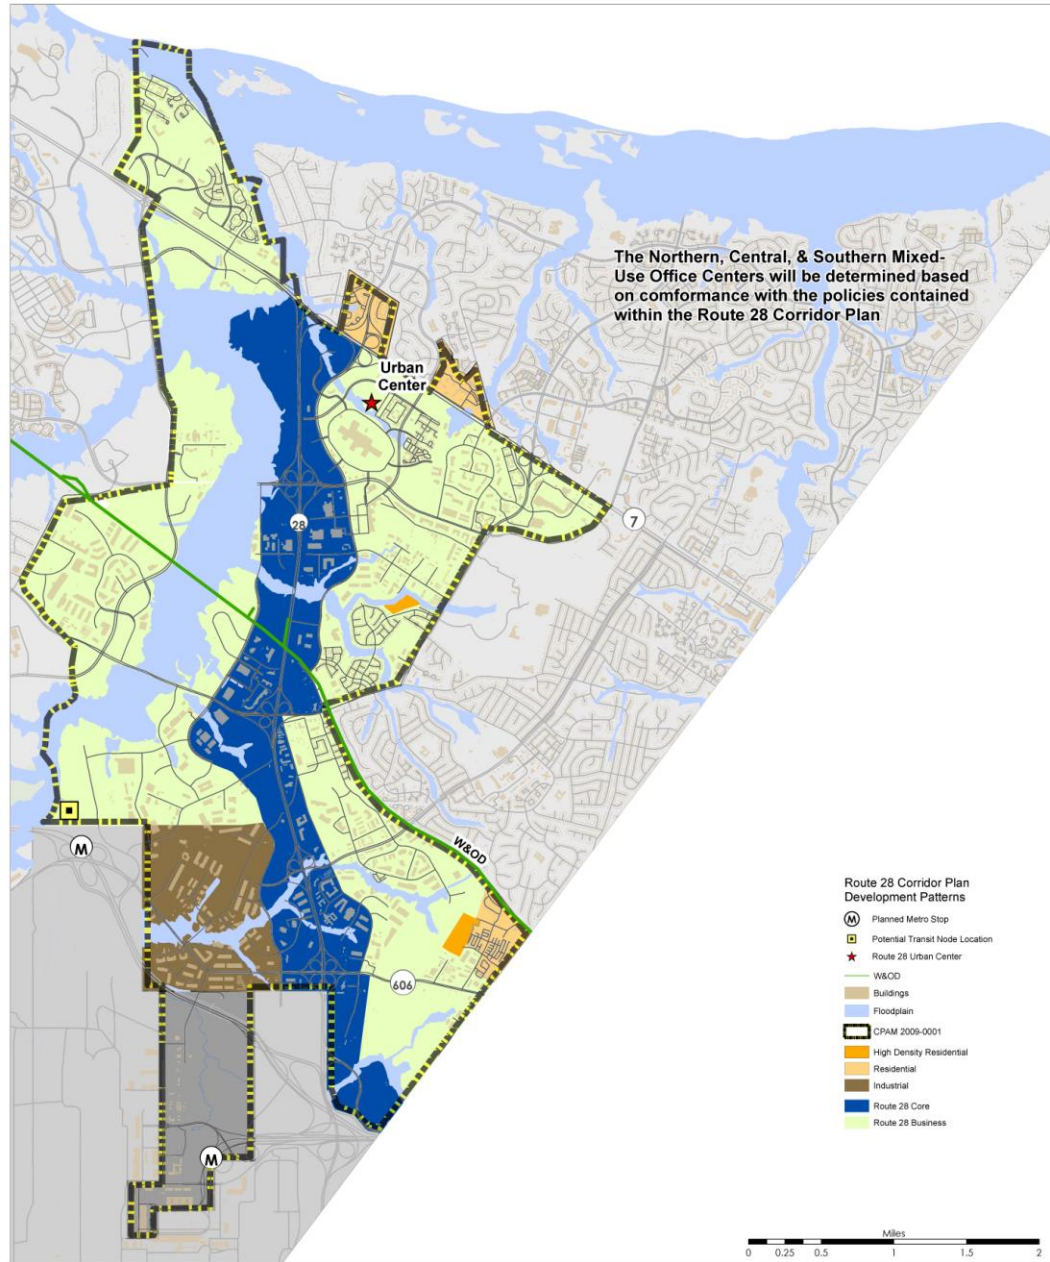 The Northern, Central, & Southern Mixed-
Use Office Centers will be determined based
on comformance with the policies contained
within the Route 28 Corridor Plan
Urban
Center
28
7
W&OD
M
606
M
Route 28 Corridor Plan
Development Patterns
M Planned Metro Stop
Potential Transit Node Location
Route 28 Urban Center
W&OD
Buildings
Floodplain
CPAM 2009-0001
High Density Residential
Residential
Industrial
Route 28 Core
Route 28 Business
Miles
0 0.25 0.5 1 1.5 2